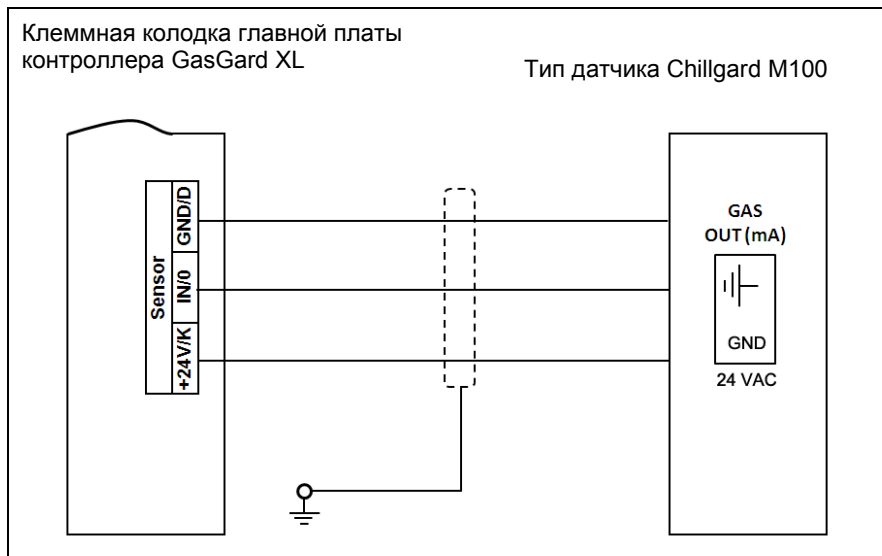 Клеммная колодка главной платы
контроллера GasGard XL
Тип датчика Chillgard M100
Sensor
GND/D
IN/0
+24V/K
GAS
OUT (mA)
GND
24 VAC